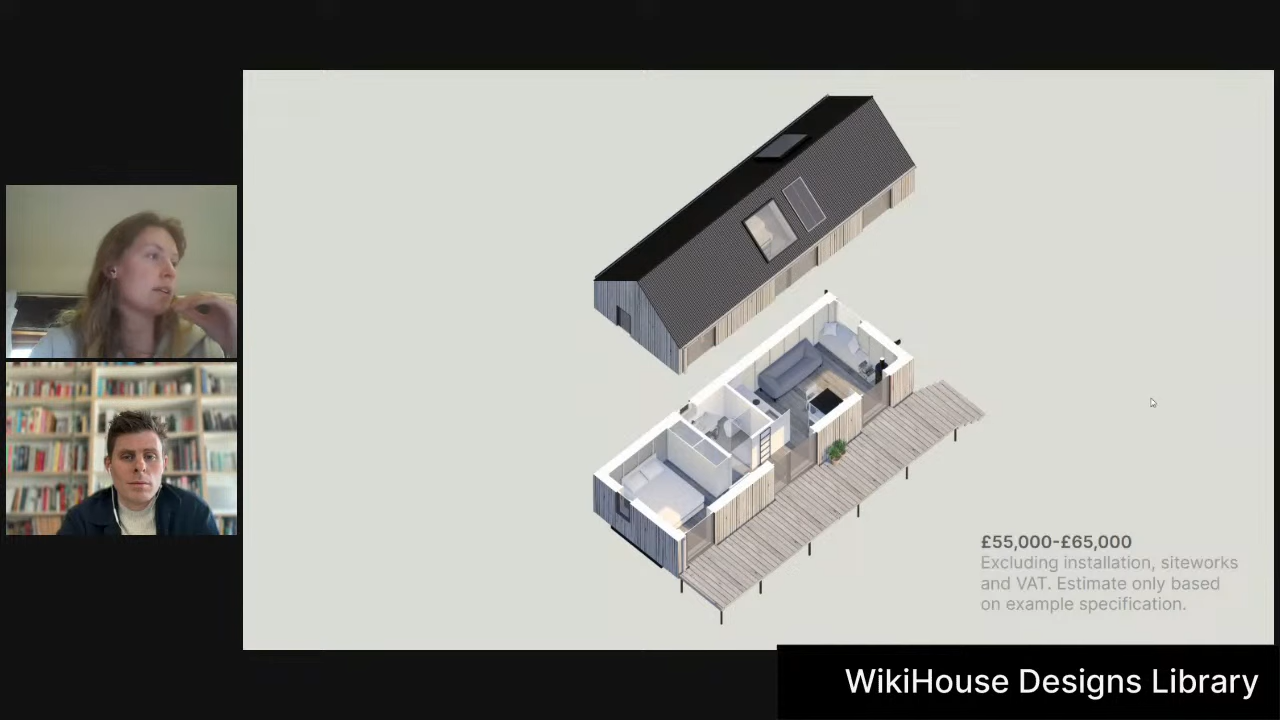 £55,000-£65,000
Excluding installation, siteworks
and VAT. Estimate only based
on example specification.
WikiHouse Designs Library